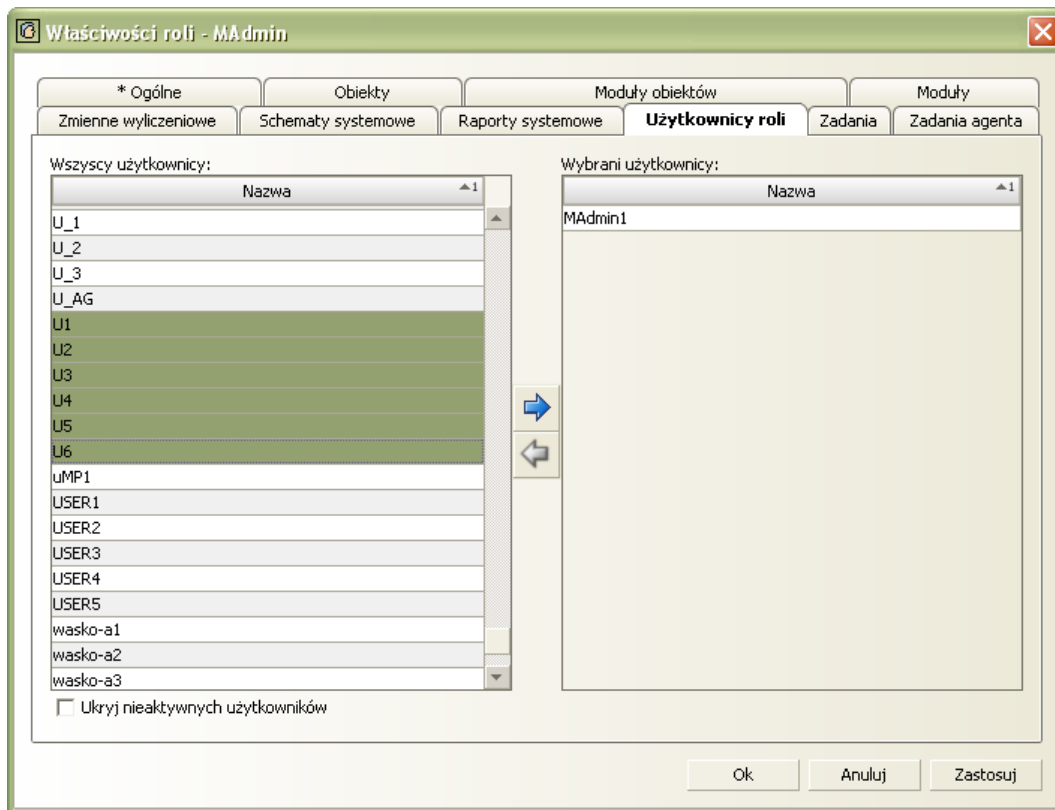 Właściwości roli - MAdmin
* Ogólne Obiekty Moduły obiektów Moduły
Zmienne wyliczeniowe Schematy systemowe Raporty systemowe Użytkownicy roli Zadania Zadania agenta
Wszyscy użytkownicy:
Nazwa 1
U_1
U_2
U_3
U_AG
U1
U2
U3
U4
U5
U6
uMP1
USER1
USER2
USER3
USER4
USER5
wasko-a1
wasko-a2
wasko-a3
Ukryj nieaktywnych użytkowników
Wybrani użytkownicy:
Nazwa 1
MAdmin1
Ok Anuluj Zastosuj